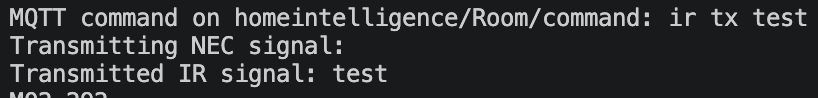 MQTT command on homeintelligence/Room/command: ir tx test
Transmitting NEC signal:
Transmitted IR signal: test